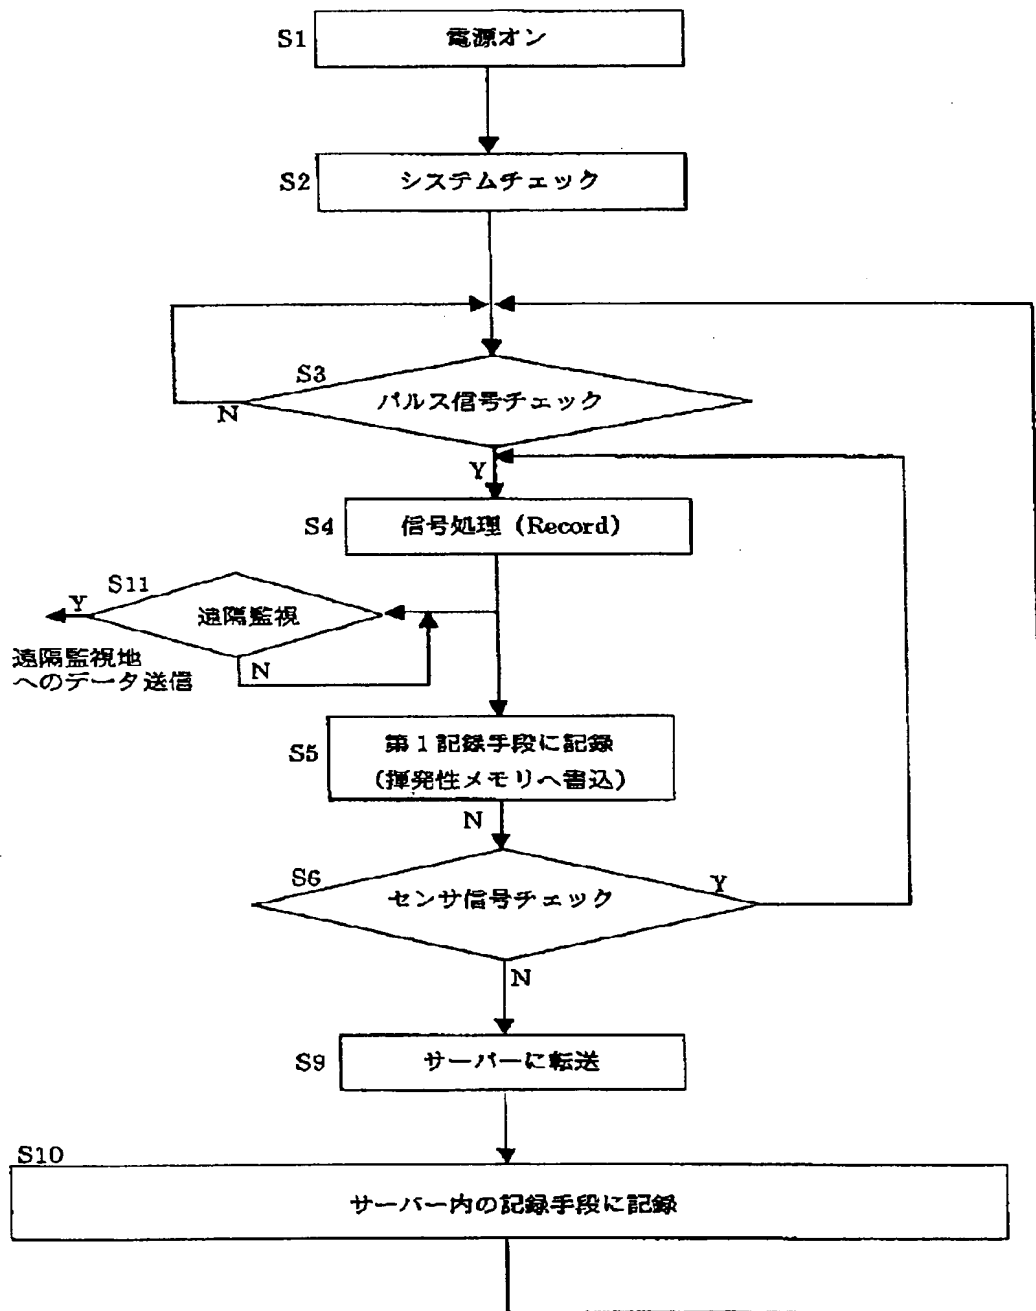 S1
電源オン
S2
システムチェック
S3
パルス信号チェック
N
Y
S4
信号処理 (Record)
S11
Y
遠隔監視
遠隔監視地
へのデータ送信
N
S5
第1記録手段に記録
(揮発性メモリへ書込)
N
S6
センサ信号チェック
Y
N
S9
サーバーに転送
S10
サーバー内の記録手段に記録